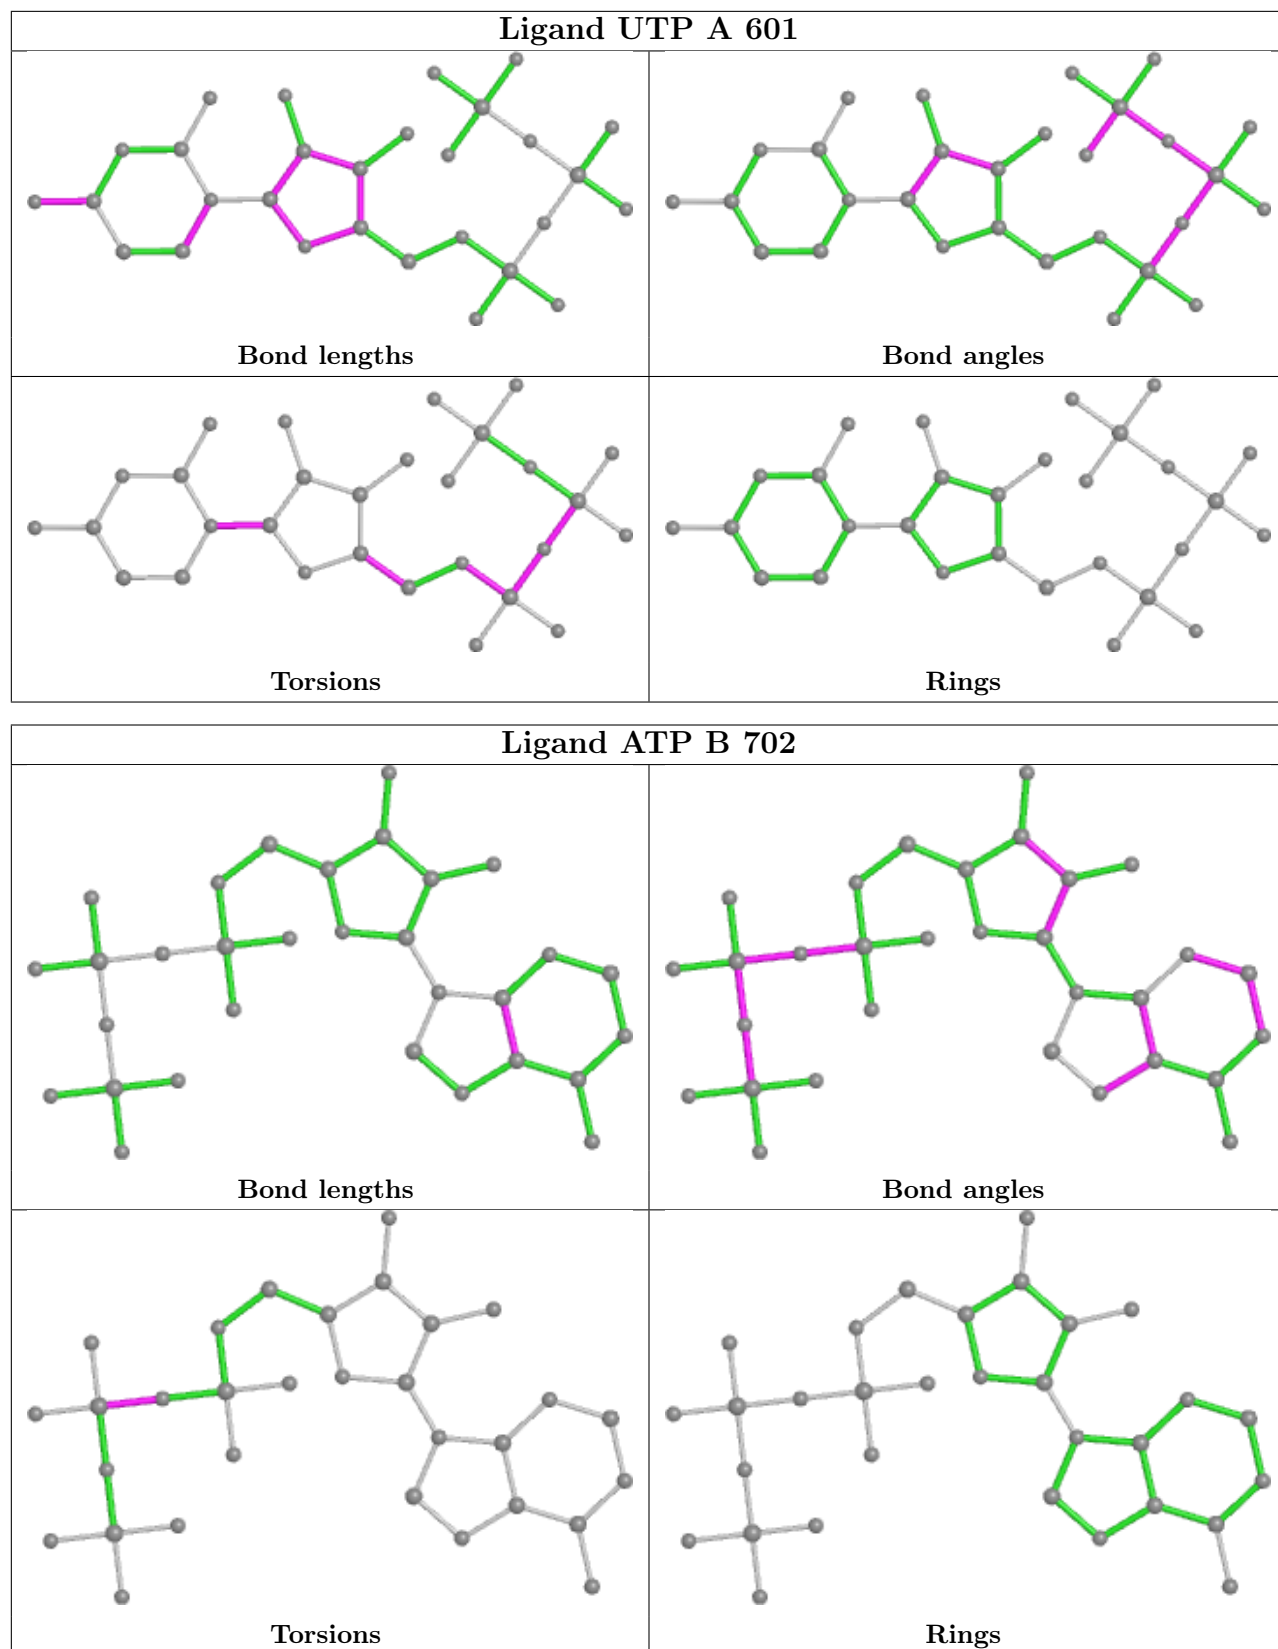 Ligand UTP A 601
Bond lengths
Bond angles
Torsions
Rings
Ligand ATP B 702
Bond lengths
Bond angles
Torsions
Rings